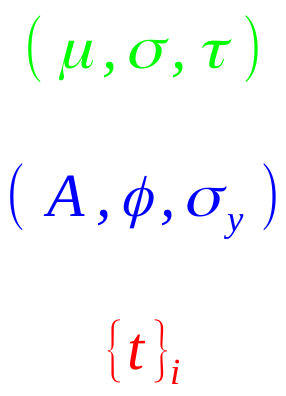 ( μ , σ , τ )
( A , ϕ , σ_y )
{t}_i